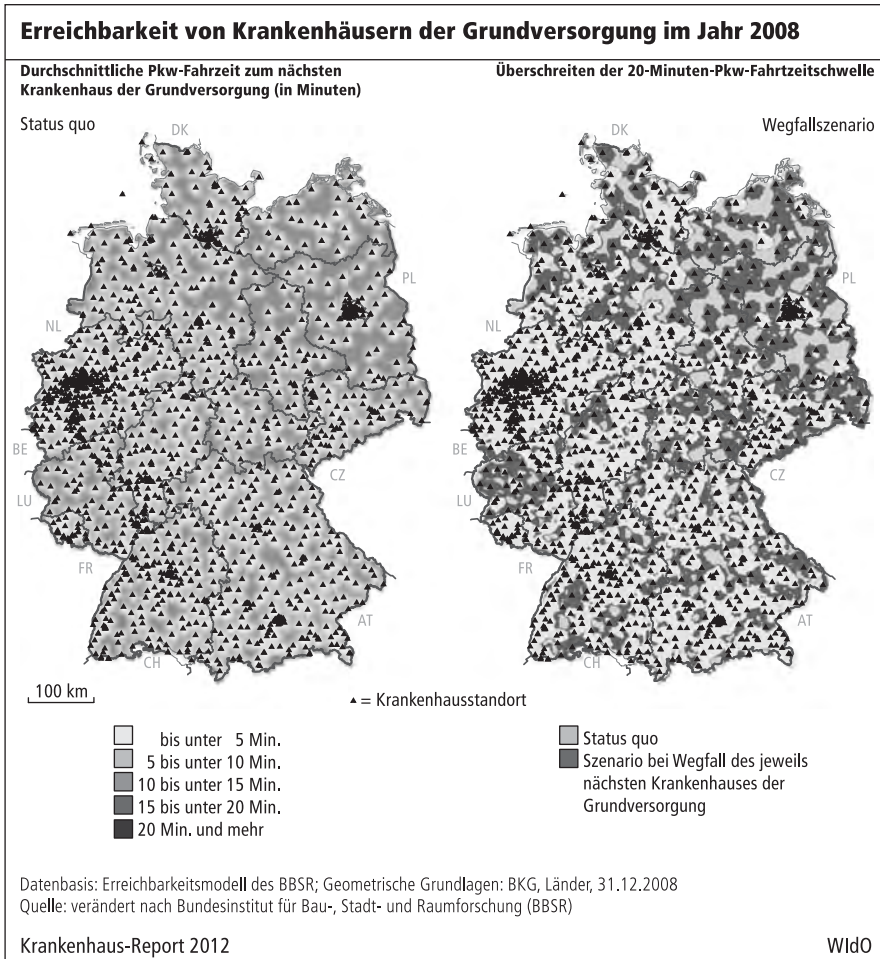 Erreichbarkeit von Krankenhäusern der Grundversorgung im Jahr 2008
Durchschnittliche Pkw-Fahrzeit zum nächsten
Krankenhaus der Grundversorgung (in Minuten)
Überschreiten der 20-Minuten-Pkw-Fahrtzeitschwelle
Status quo
Wegfallszenario
DK
PL
NL
BE
LU
CZ
FR
AT
CH
DK
PL
NL
BE
LU
CZ
FR
AT
CH
100 km
▲ = Krankenhausstandort
bis unter 5 Min.
5 bis unter 10 Min.
10 bis unter 15 Min.
15 bis unter 20 Min.
20 Min. und mehr
Status quo
Szenario bei Wegfall des jeweils
nächsten Krankenhauses der
Grundversorgung
Datenbasis: Erreichbarkeitsmodell des BBSR; Geometrische Grundlagen: BKG, Länder, 31.12.2008
Quelle: verändert nach Bundesinstitut für Bau-, Stadt- und Raumforschung (BBSR)
Krankenhaus-Report 2012
WIdO